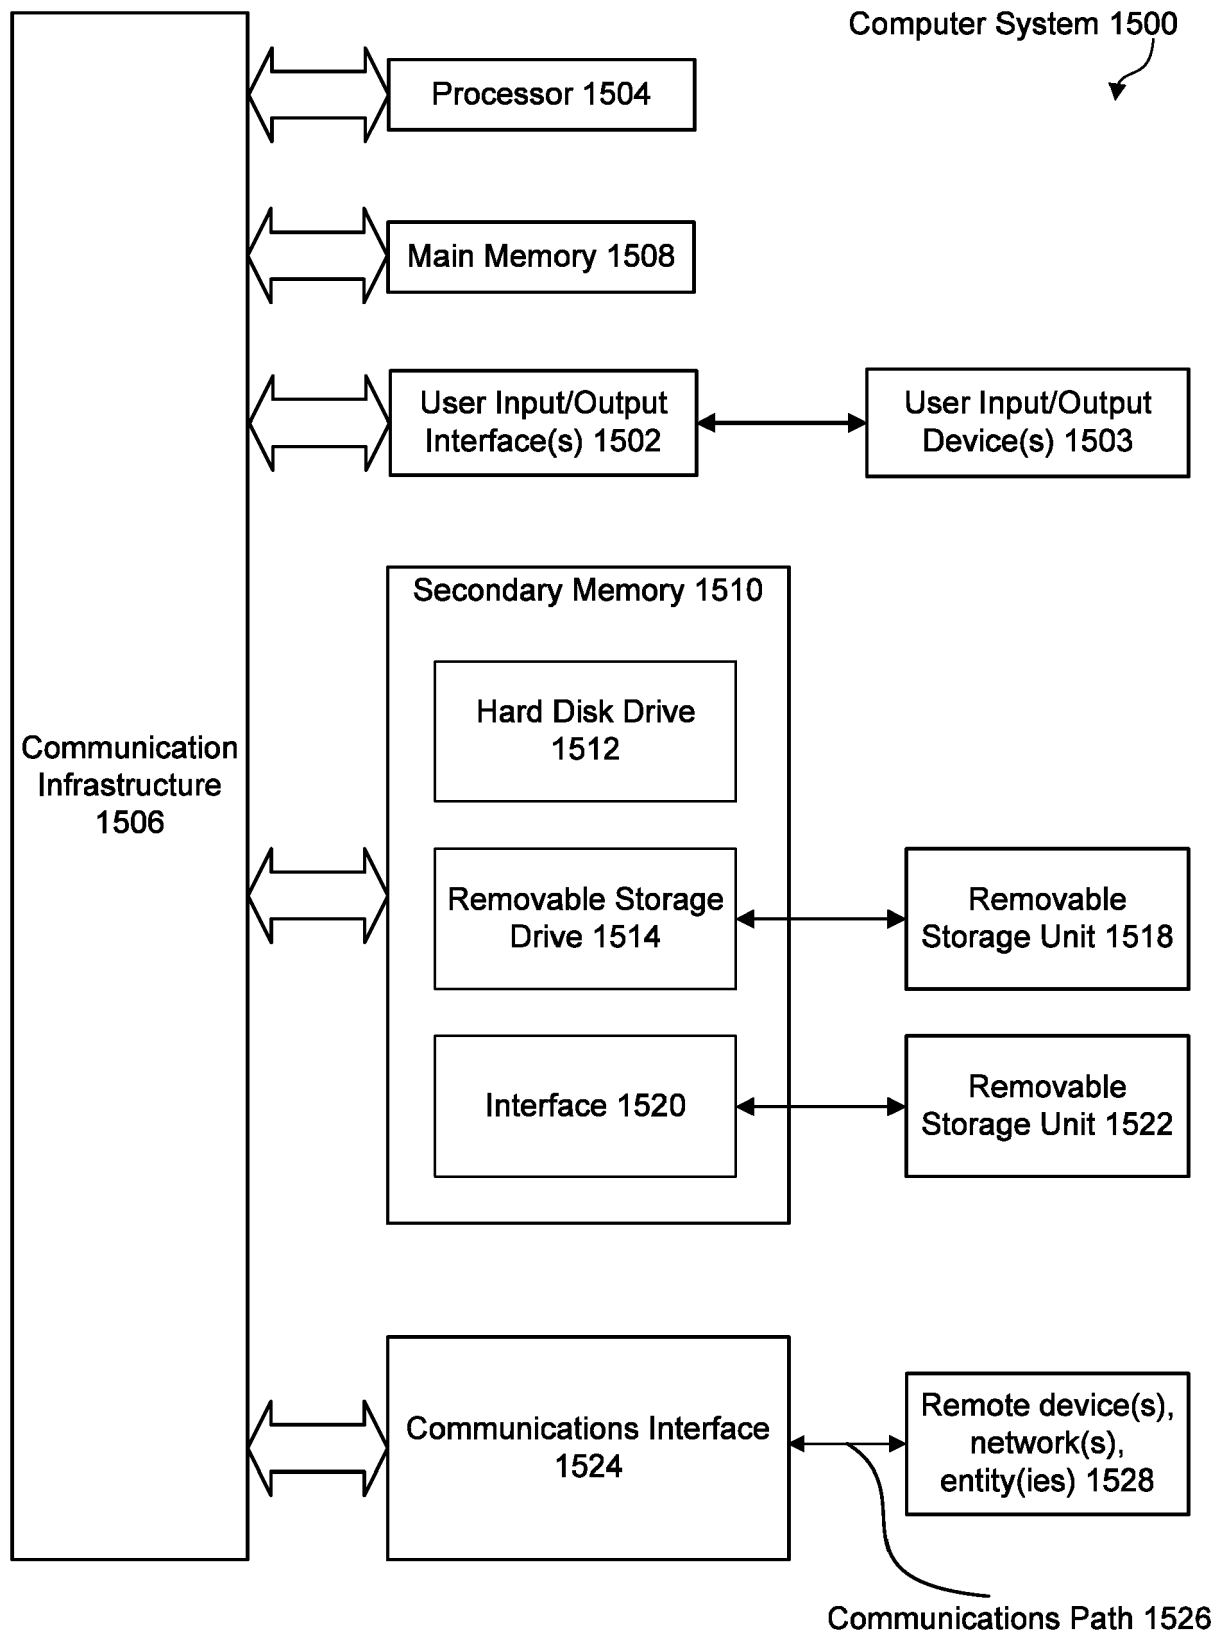 Computer System 1500
Processor 1504
Main Memory 1508
User Input/Output
Interface(s) 1502
User Input/Output
Device(s) 1503
Secondary Memory 1510
Hard Disk Drive
1512
Communication
Infrastructure
1506
Removable Storage
Drive 1514
Removable
Storage Unit 1518
Interface 1520
Removable
Storage Unit 1522
Communications Interface
1524
Remote device(s),
network(s),
entity(ies) 1528
Communications Path 1526